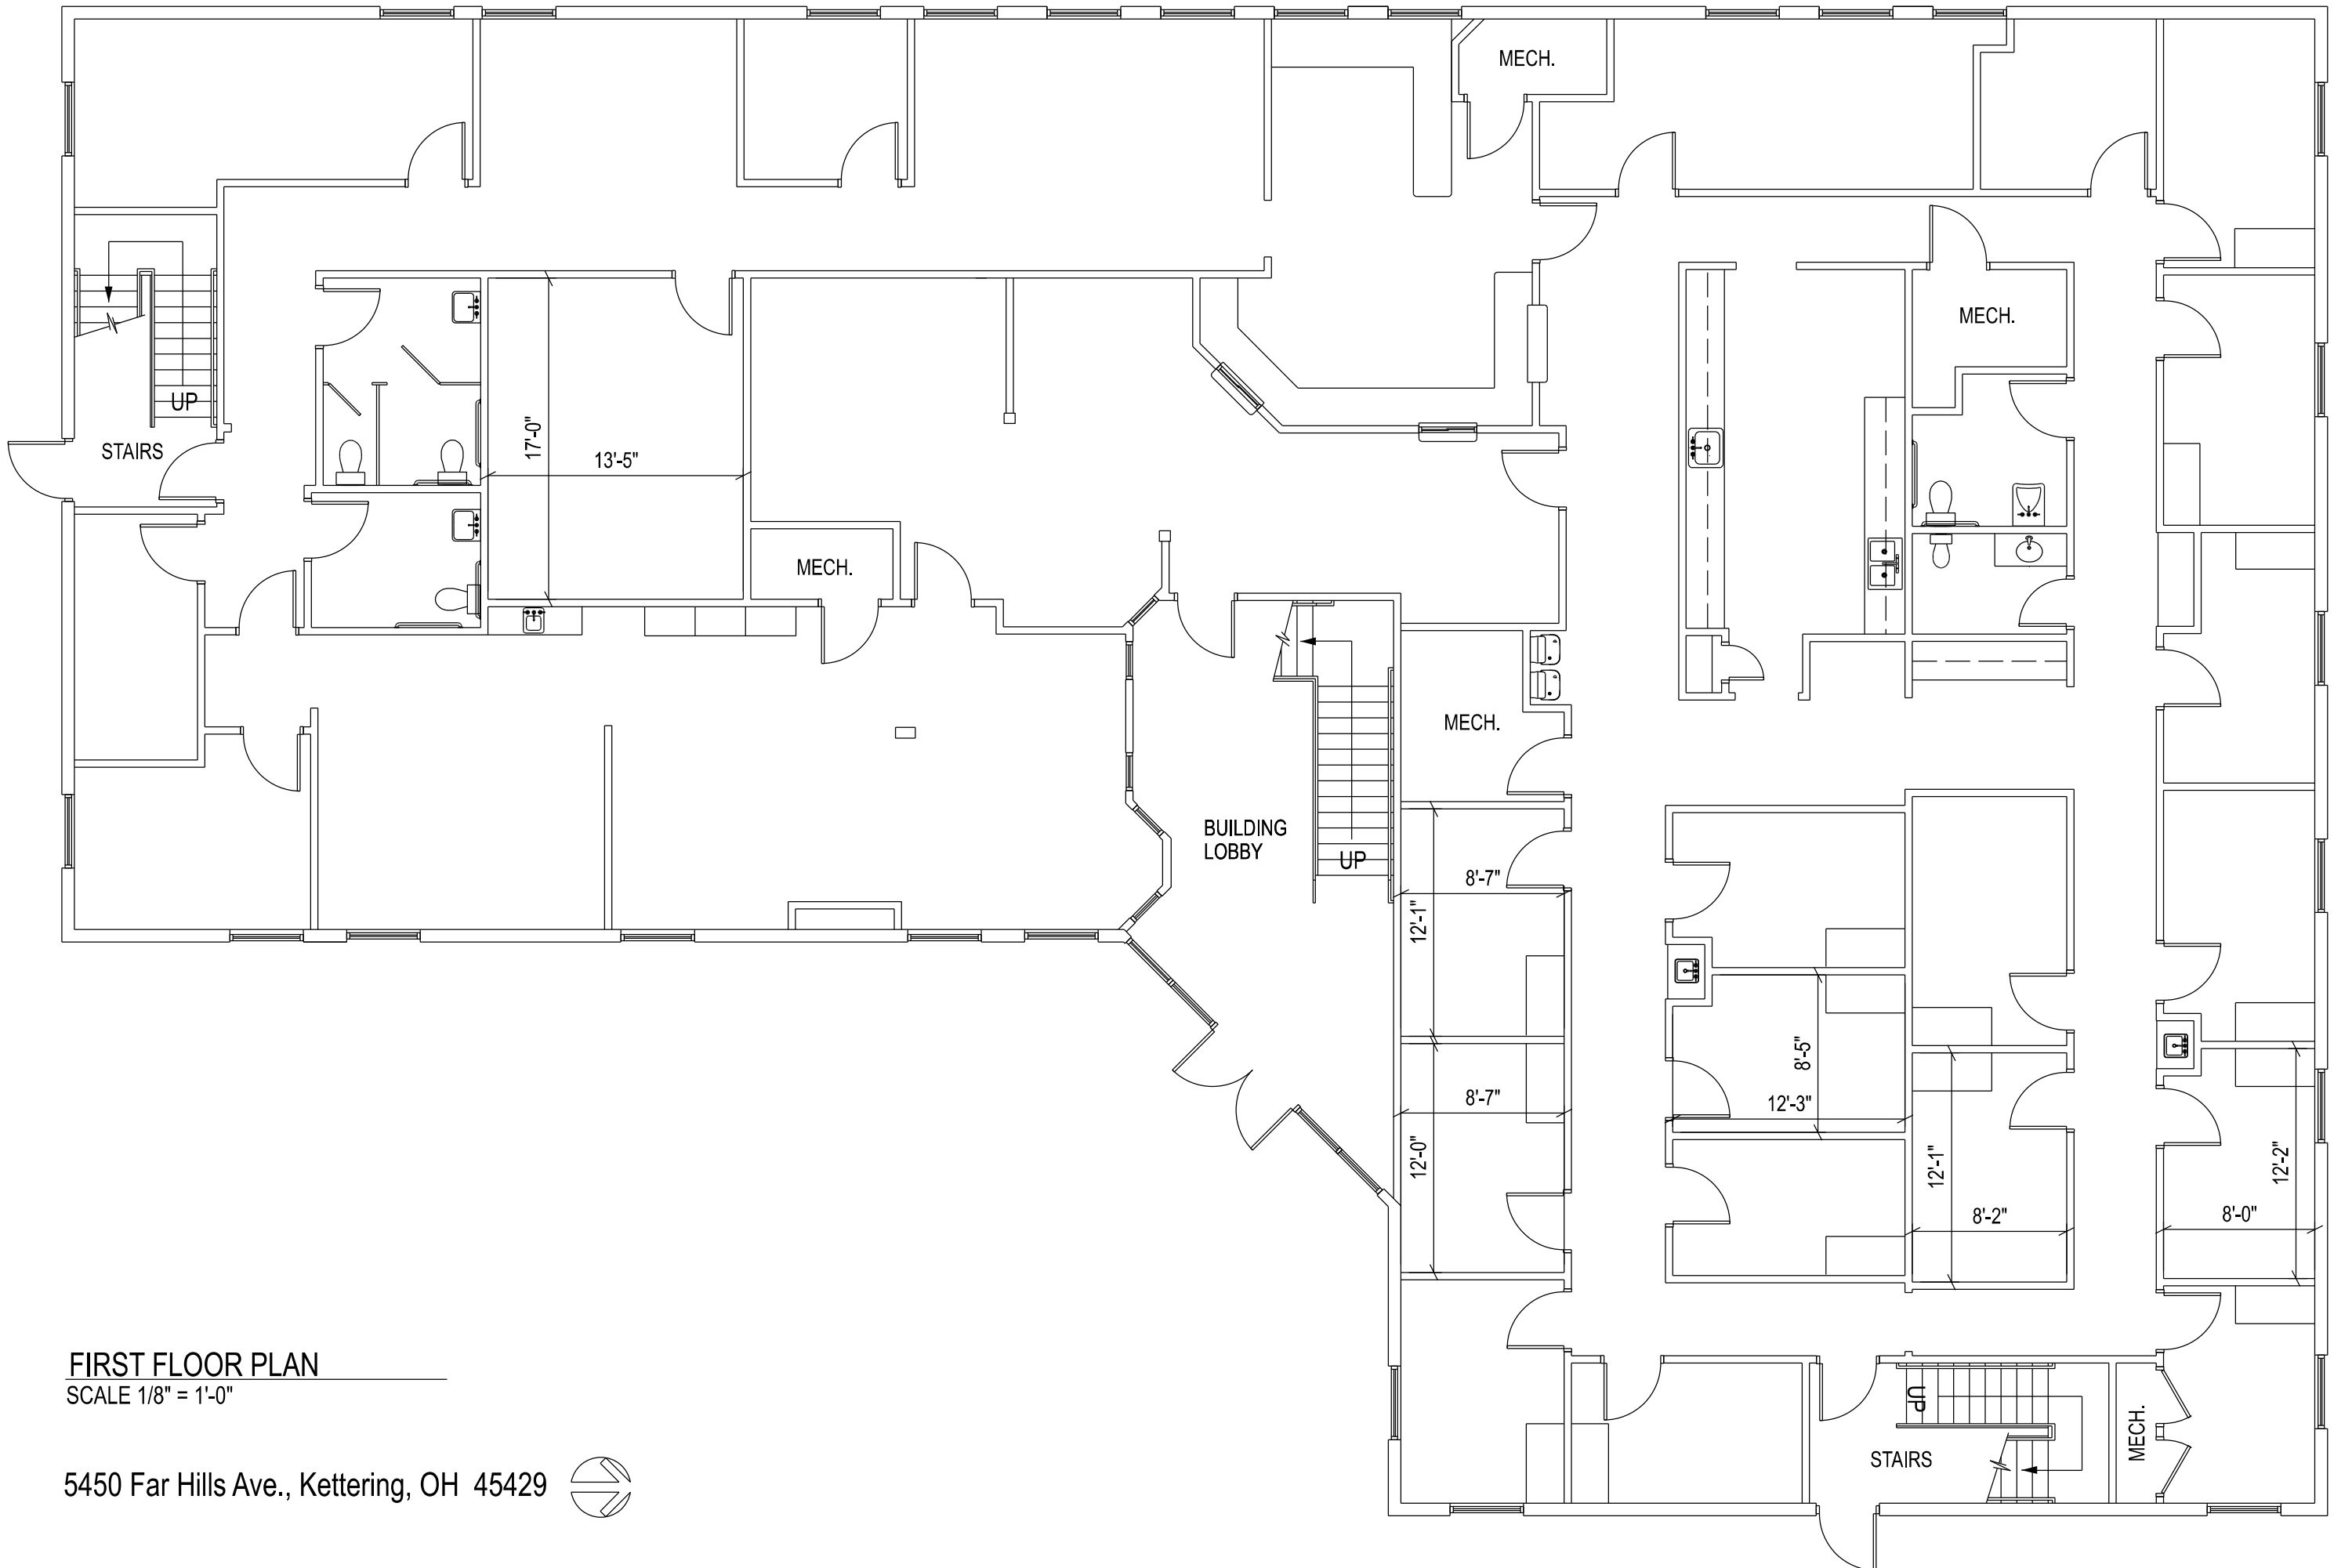 MECH.
MECH.
UP
STAIRS
17'-0"
13'-5"
MECH.
MECH.
BUILDING
LOBBY
UP
8'-7"
12'-1"
8'-7"
12'-0"
8'-5"
12'-3"
12'-1"
8'-2"
12'-2"
8'-0"
UP
STAIRS
MECH.
FIRST FLOOR PLAN
SCALE 1/8" = 1'-0"
5450 Far Hills Ave., Kettering, OH 45429